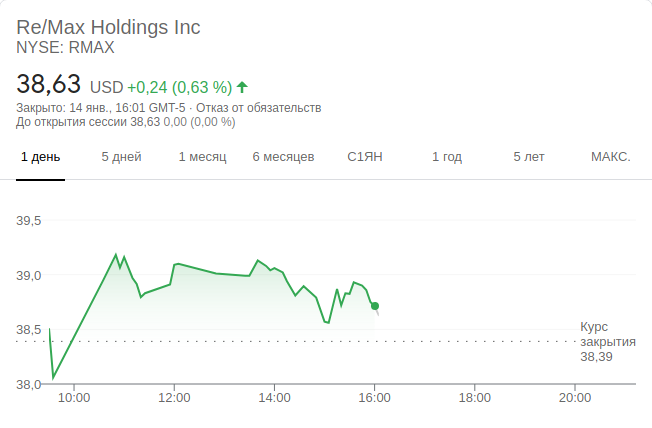 Re/Max Holdings Inc
NYSE: RMAX
38,63 USD +0,24 (0,63 %)
Закрыто: 14 янв., 16:01 GMT-5 · Отказ от обязательств
До открытия сессии 38,63 0,00 (0,00 %)
1 день 5 дней 1 месяц 6 месяцев С1ЯН 1 год 5 лет МАКС.
39,5
39,0
38,5
Курс
закрытия
38,39
38,0
10:00 12:00 14:00 16:00 18:00 20:00